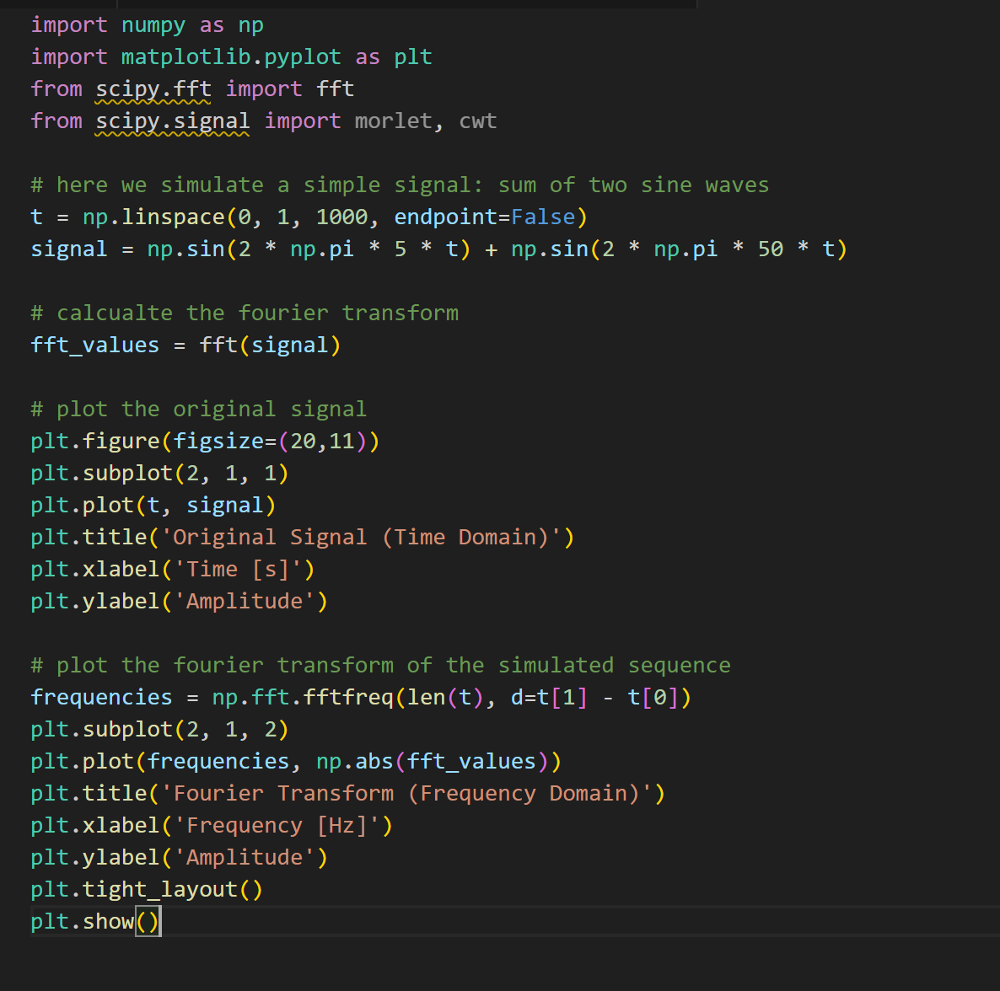 import numpy as np
import matplotlib.pyplot as plt
from scipy.fft import fft
from scipy.signal import morlet, cwt
# here we simulate a simple signal: sum of two sine waves
t = np.linspace(0, 1, 1000, endpoint=False)
signal = np.sin(2 * np.pi * 5 * t) + np.sin(2 * np.pi * 50 * t)
# calcualte the fourier transform
fft_values = fft(signal)
# plot the original signal
plt.figure(figsize=(20,11))
plt.subplot(2, 1, 1)
plt.plot(t, signal)
plt.title('Original Signal (Time Domain)')
plt.xlabel('Time [s]')
plt.ylabel('Amplitude')
# plot the fourier transform of the simulated sequence
frequencies = np.fft.fftfreq(len(t), d=t[1] - t[0])
plt.subplot(2, 1, 2)
plt.plot(frequencies, np.abs(fft_values))
plt.title('Fourier Transform (Frequency Domain)')
plt.xlabel('Frequency [Hz]')
plt.ylabel('Amplitude')
plt.tight_layout()
plt.show()